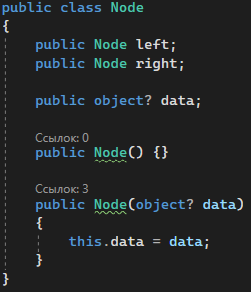 public class Node
{
public Node left;
public Node right;
public object? data;
Ссылок: 0
public Node() {}
Ссылок: 3
public Node(object? data)
{
this.data = data;
}
}